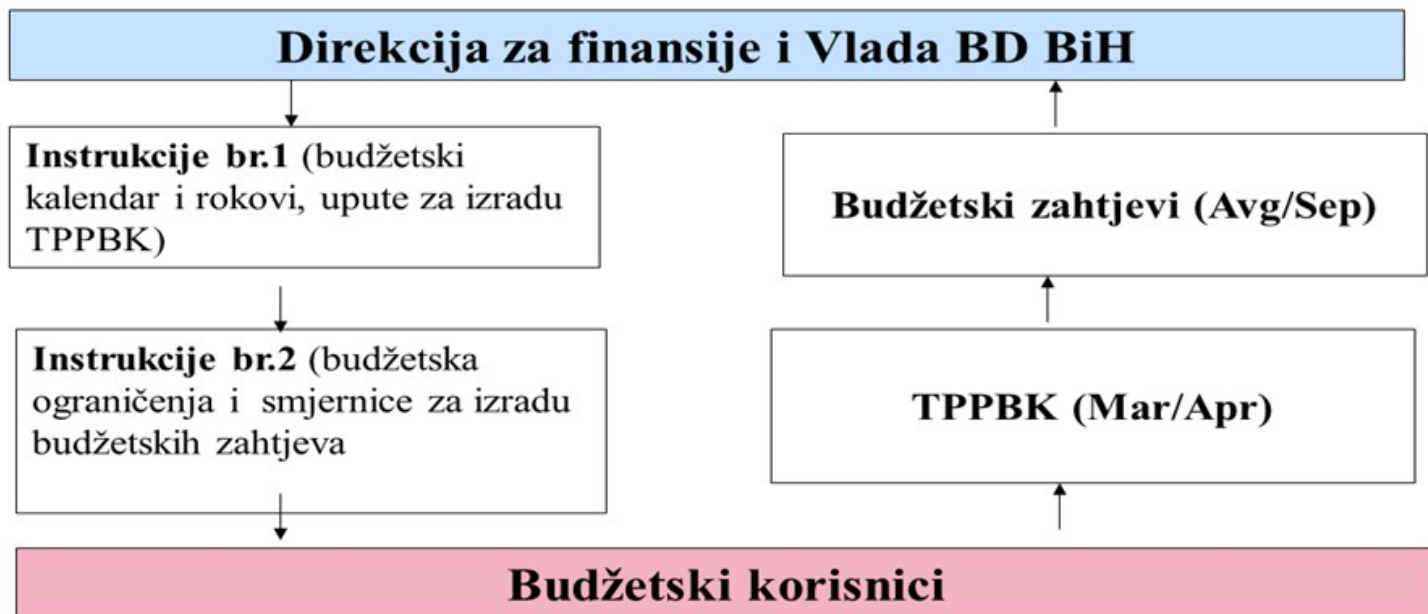 Direkcija za finansije i Vlada BD BiH
Instrukcije br.1 (budžetski
kalendar i rokovi, upute za izradu
TPPBK)
Budžetski zahtjevi (Avg/Sep)
Instrukcije br.2 (budžetska
ograničenja i smjernice za izradu
budžetskih zahtjeva
TPPBK (Mar/Apr)
Budžetski korisnici